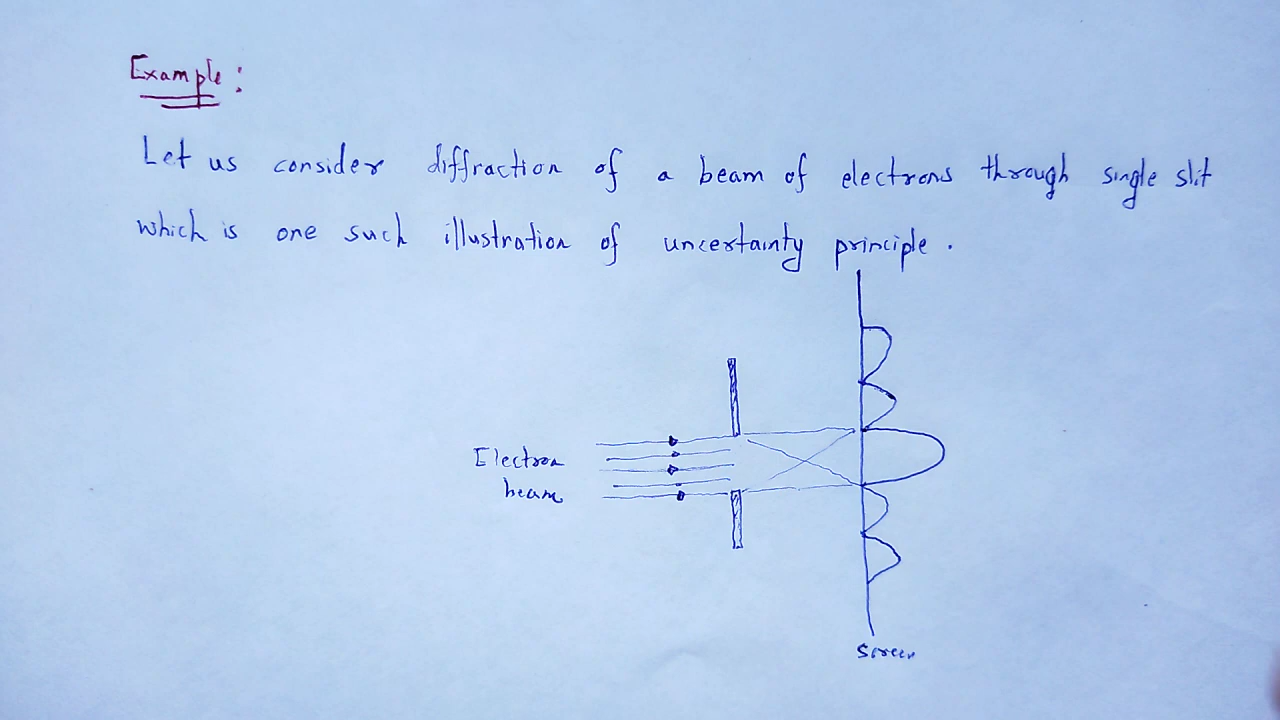 Example:
Let us consider diffraction of a beam of electrons through single slit
which is one such illustration of uncertainty principle.
Electron
beam
Screen